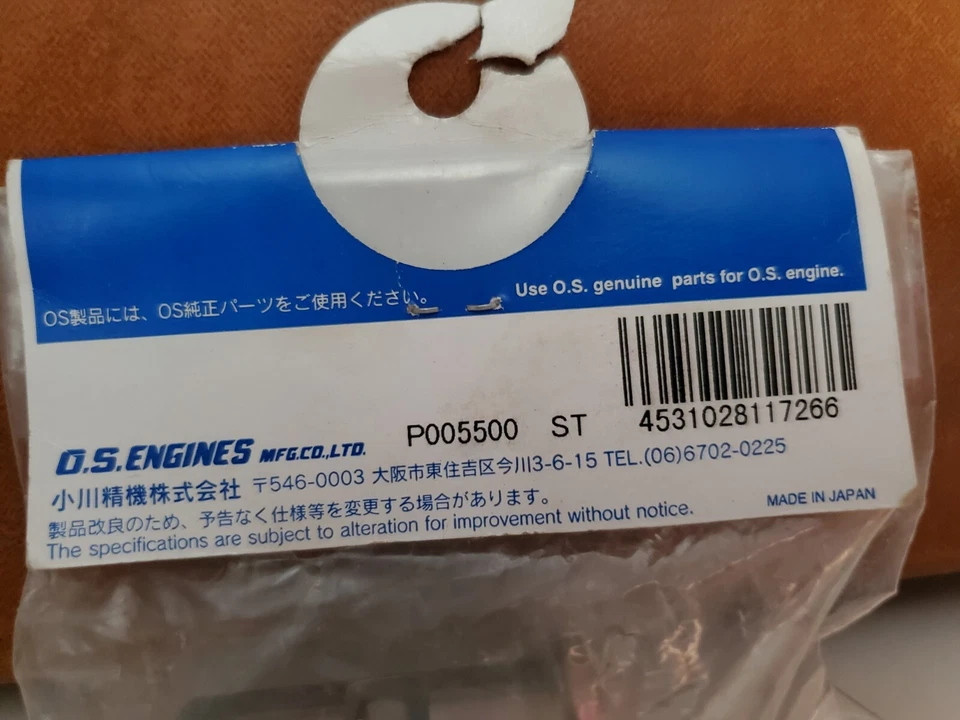 OS製品には、OS純正パーツをご使用ください。
Use O.S. genuine parts for O.S. engine.
P005500 ST
4531028117266
O.S.ENGINES MFG.CO.,LTD.
小川精機株式会社 〒546-0003 大阪市東住吉区今川3-6-15 TEL.(06)6702-0225
製品改良のため、予告なく仕様等を変更する場合があります。
The specifications are subject to alteration for improvement without notice.
MADE IN JAPAN